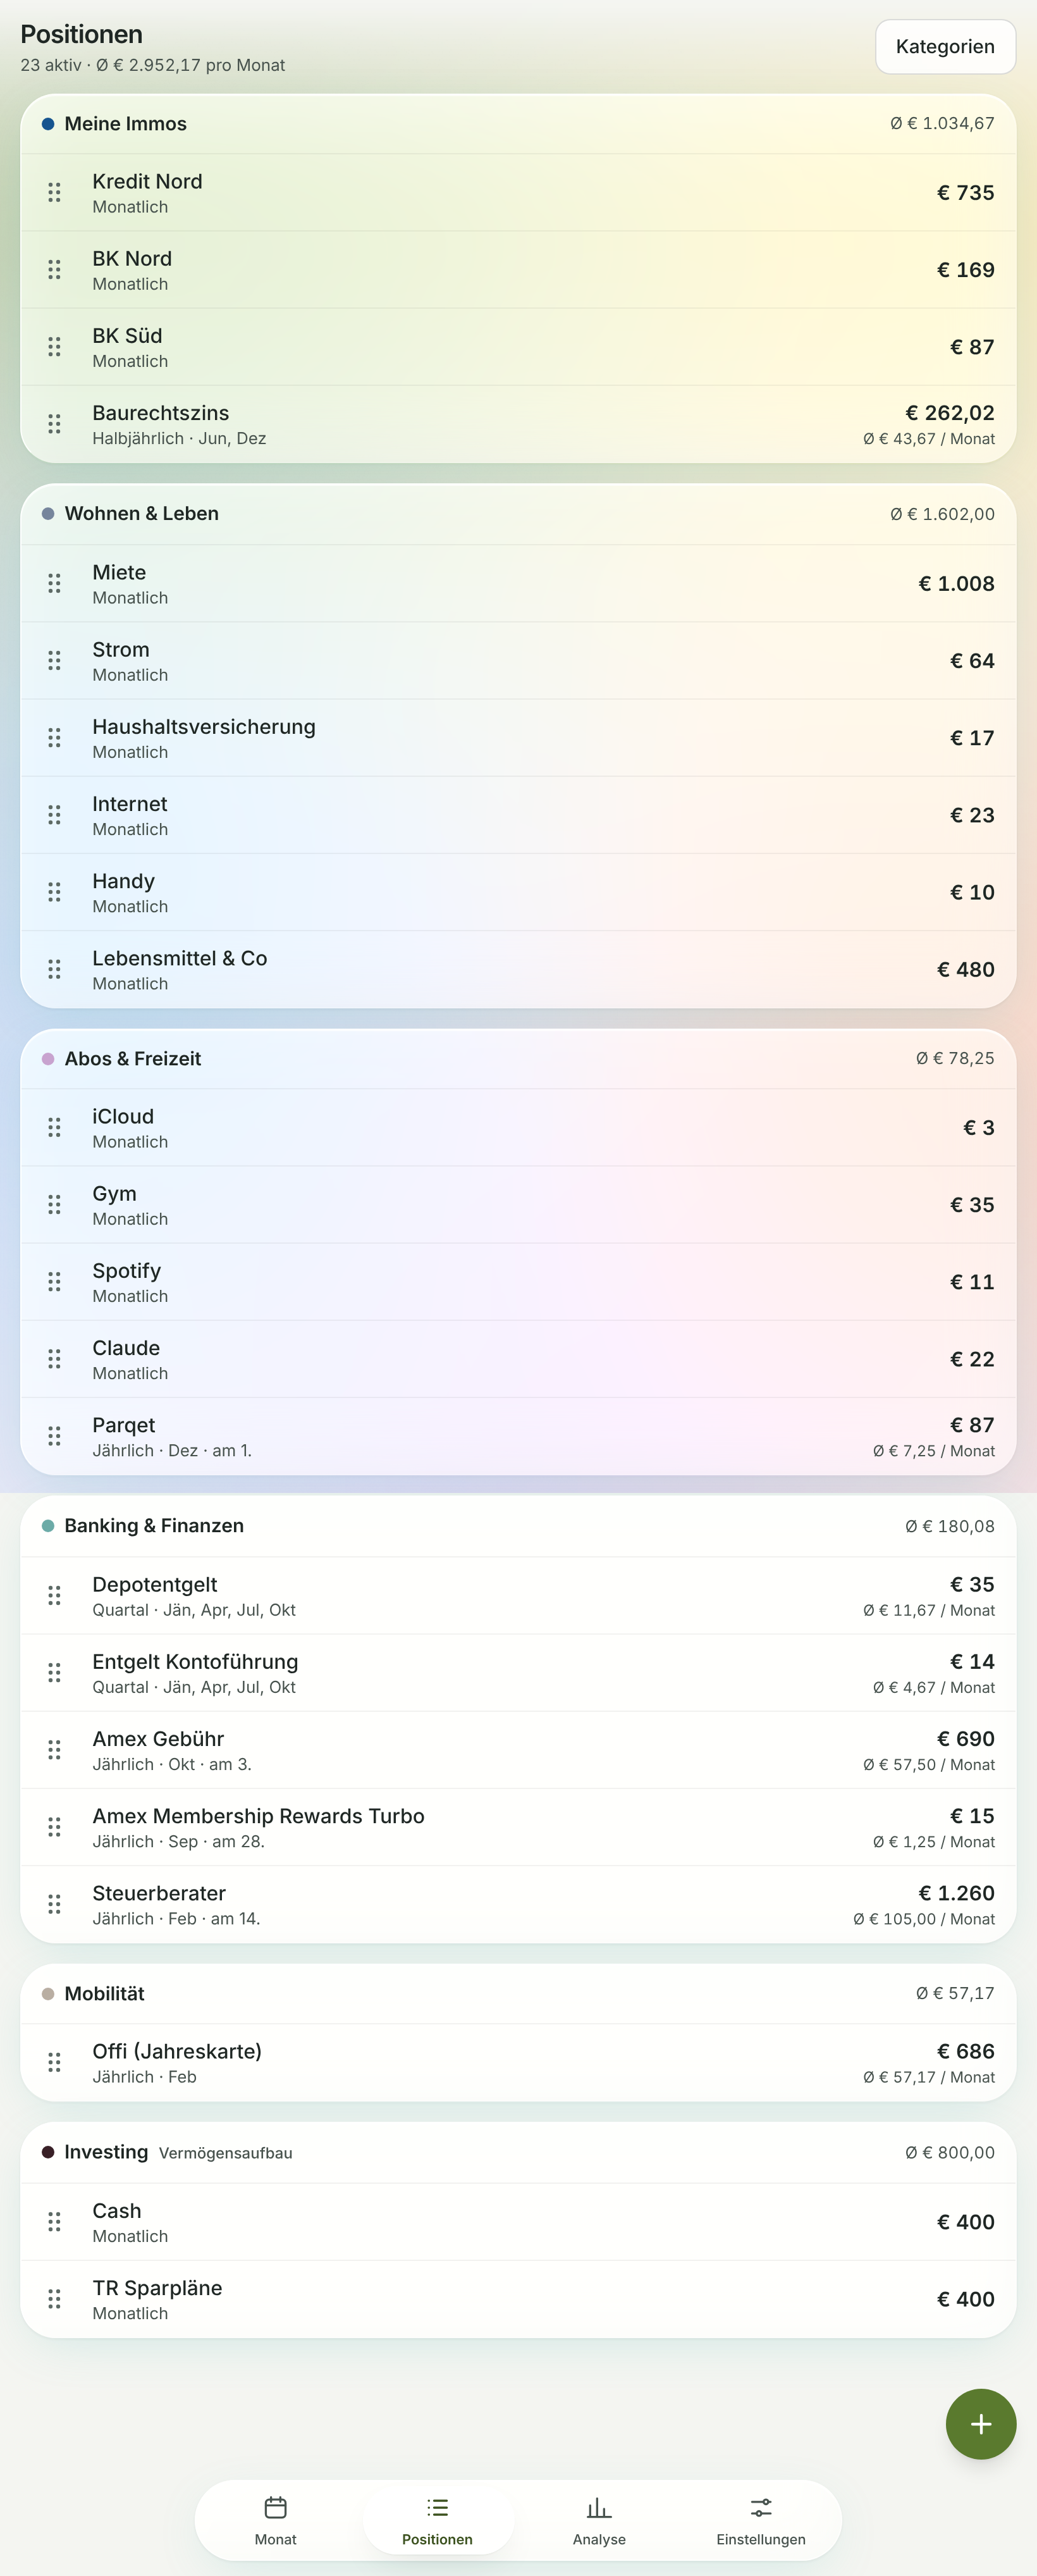 Positionen
23 aktiv · Ø € 2.952,17 pro Monat
Kategorien
Meine Immos
Ø € 1.034,67
Kredit Nord
Monatlich
€ 735
BK Nord
Monatlich
€ 169
BK Süd
Monatlich
€ 87
Baurechtszins
Halbjährlich · Jun, Dez
€ 262,02
Ø € 43,67 / Monat
Wohnen & Leben
Ø € 1.602,00
Miete
Monatlich
€ 1.008
Strom
Monatlich
€ 64
Haushaltsversicherung
Monatlich
€ 17
Internet
Monatlich
€ 23
Handy
Monatlich
€ 10
Lebensmittel & Co
Monatlich
€ 480
Abos & Freizeit
Ø € 78,25
iCloud
Monatlich
€ 3
Gym
Monatlich
€ 35
Spotify
Monatlich
€ 11
Claude
Monatlich
€ 22
Parqet
Jährlich · Dez · am 1.
€ 87
Ø € 7,25 / Monat
Banking & Finanzen
Ø € 180,08
Depotentgelt
Quartal · Jän, Apr, Jul, Okt
€ 35
Ø € 11,67 / Monat
Entgelt Kontoführung
Quartal · Jän, Apr, Jul, Okt
€ 14
Ø € 4,67 / Monat
Amex Gebühr
Jährlich · Okt · am 3.
€ 690
Ø € 57,50 / Monat
Amex Membership Rewards Turbo
Jährlich · Sep · am 28.
€ 15
Ø € 1,25 / Monat
Steuerberater
Jährlich · Feb · am 14.
€ 1.260
Ø € 105,00 / Monat
Mobilität
Ø € 57,17
Offi (Jahreskarte)
Jährlich · Feb
€ 686
Ø € 57,17 / Monat
Investing Vermögensaufbau
Ø € 800,00
Cash
Monatlich
€ 400
TR Sparpläne
Monatlich
€ 400
Monat
Positionen
Analyse
Einstellungen